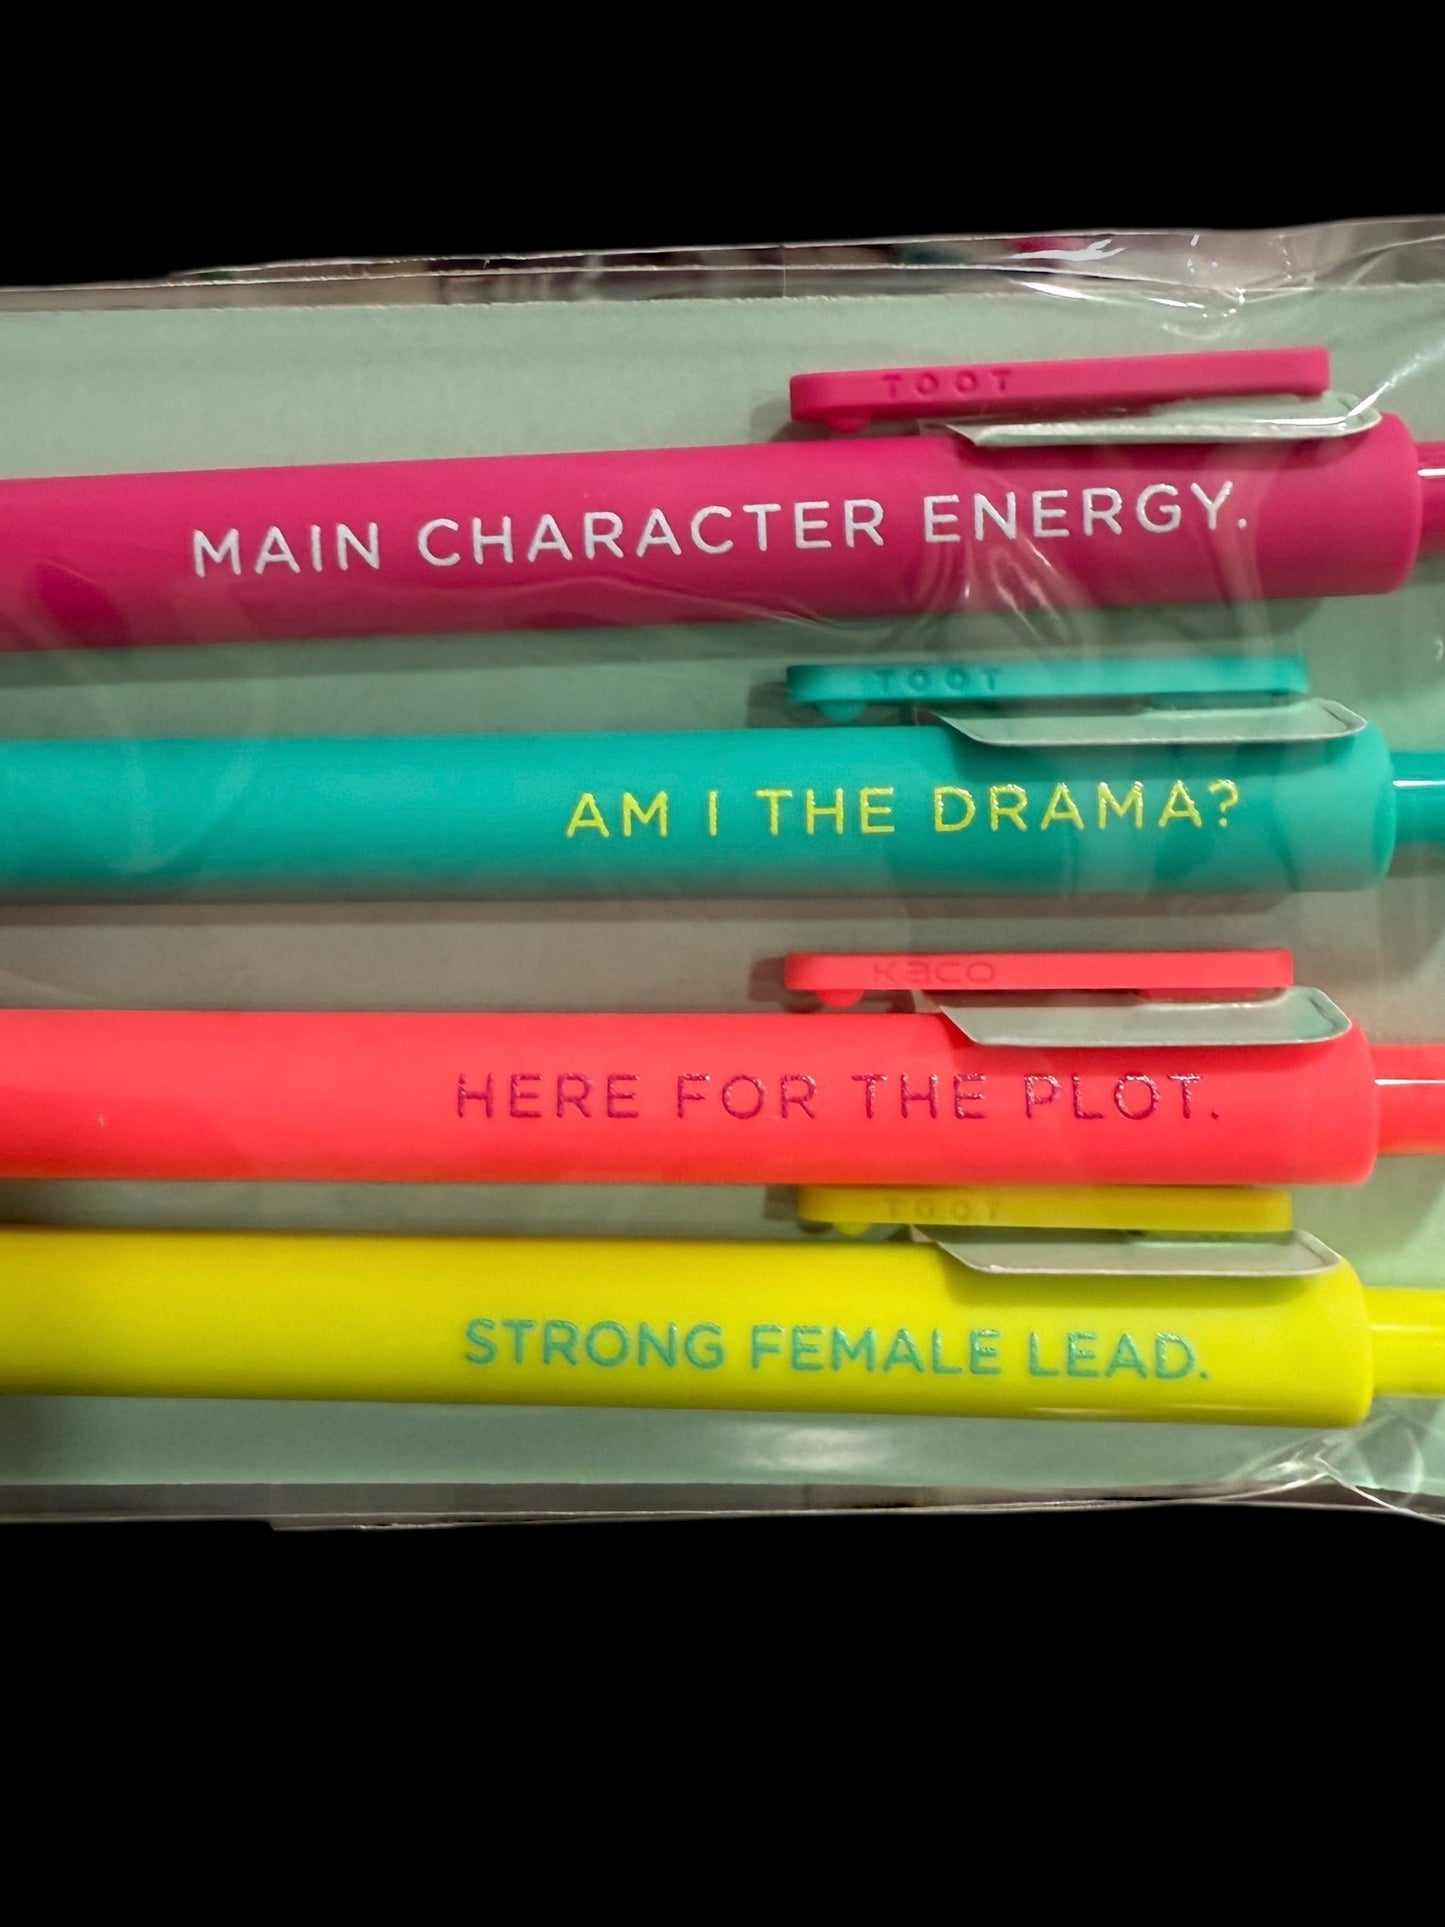 TOOT
MAIN CHARACTER ENERGY.
TOOT
AM I THE DRAMA?
KACO
HERE FOR THE PLOT.
TOOT
STRONG FEMALE LEAD.